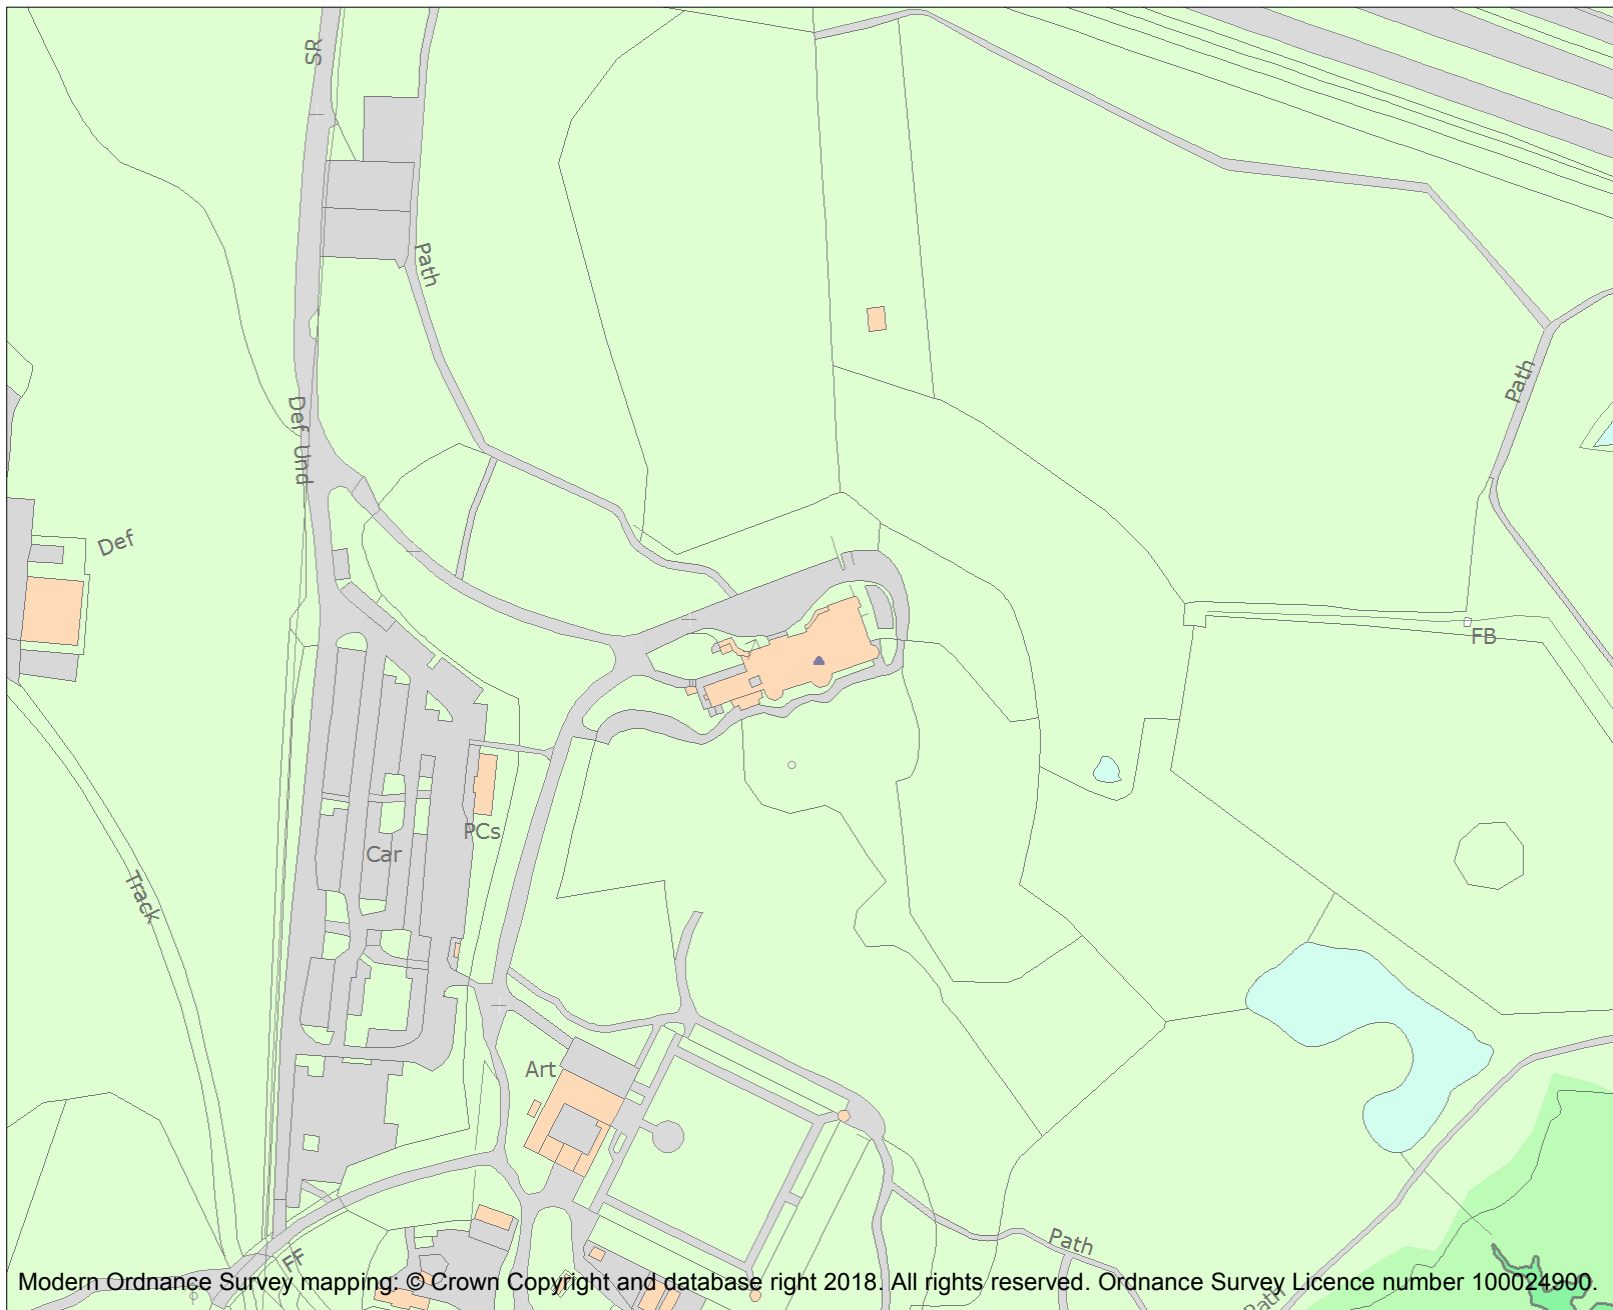 SR
Path
Path
Def Und
Def
FB
PCs
Car
Track
Art
Path
FF
Path
Modern Ordnance Survey mapping: © Crown Copyright and database right 2018. All rights reserved. Ordnance Survey Licence number 100024900.